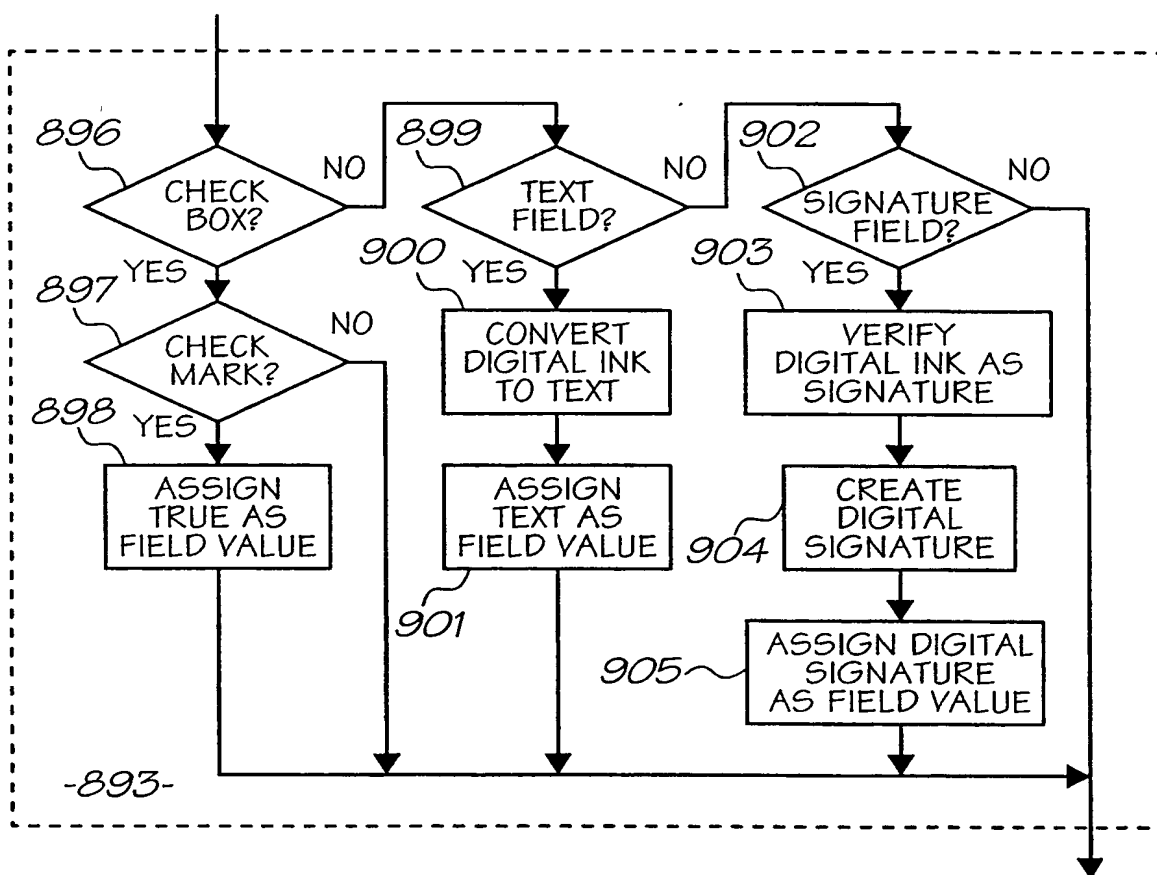 896
CHECK
BOX?
NO
899
TEXT
FIELD?
NO
902
SIGNATURE
FIELD?
NO
YES
897
CHECK
MARK?
NO
YES
898
ASSIGN
TRUE AS
FIELD VALUE
YES
900
CONVERT
DIGITAL INK
TO TEXT
ASSIGN
TEXT AS
FIELD VALUE
901
YES
903
VERIFY
DIGITAL INK AS
SIGNATURE
CREATE
DIGITAL
SIGNATURE
904
ASSIGN DIGITAL
SIGNATURE
AS FIELD VALUE
905
-893-